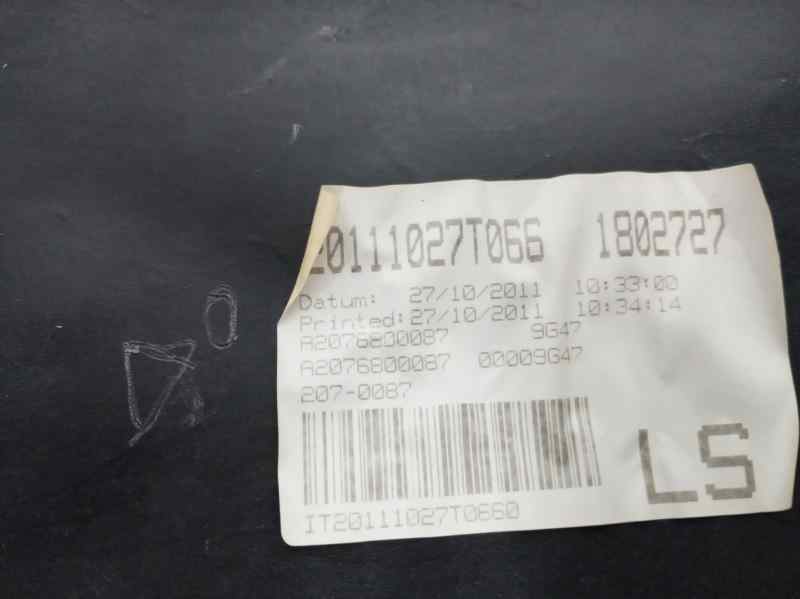 20111027T066 1802727
Datum: 27/10/2011 10:33:00
Printed: 27/10/2011 10:34:14
A2076800087 9G47
A2076800087 00009G47
207-0087
LS
IT20111027T0660